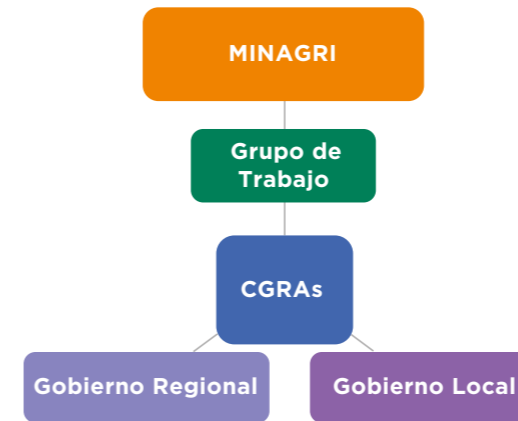 MINAGRI
Grupo de
Trabajo
CGRAs
Gobierno Regional
Gobierno Local